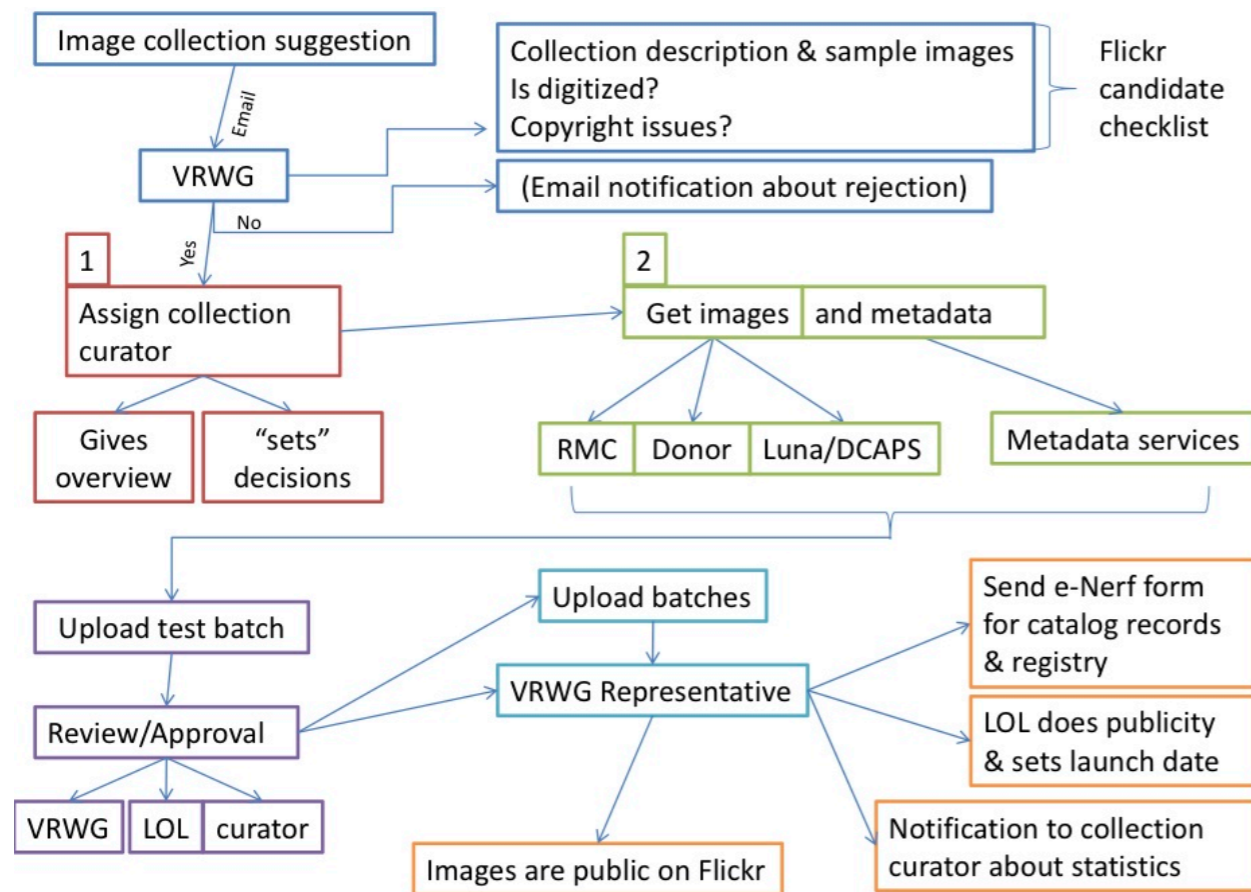 Image collection suggestion
Collection description & sample images
Is digitized?
Copyright issues?
Flickr
candidate
checklist
Email
VRWG
(Email notification about rejection)
No
Yes
1
Assign collection
curator
2
Get images
and metadata
Gives
overview
“sets”
decisions
RMC
Donor
Luna/DCAPS
Metadata services
Upload test batch
Upload batches
Send e-Nerf form
for catalog records
& registry
Review/Approval
VRWG Representative
LOL does publicity
& sets launch date
VRWG
LOL
curator
Images are public on Flickr
Notification to collection
curator about statistics